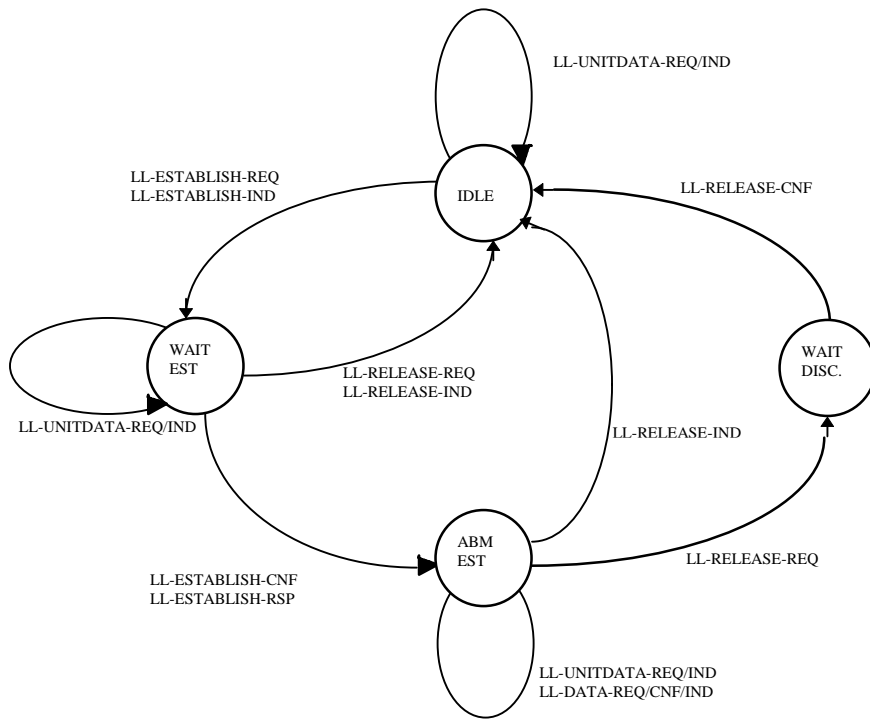 LL-UNITDATA-REQ/IND
LL-ESTABLISH-REQ
LL-ESTABLISH-IND
IDLE
LL-RELEASE-CNF
WAIT
EST
WAIT
DISC.
LL-RELEASE-REQ
LL-RELEASE-IND
LL-UNITDATA-REQ/IND
LL-RELEASE-IND
ABM
EST
LL-RELEASE-REQ
LL-ESTABLISH-CNF
LL-ESTABLISH-RSP
LL-UNITDATA-REQ/IND
LL-DATA-REQ/CNF/IND